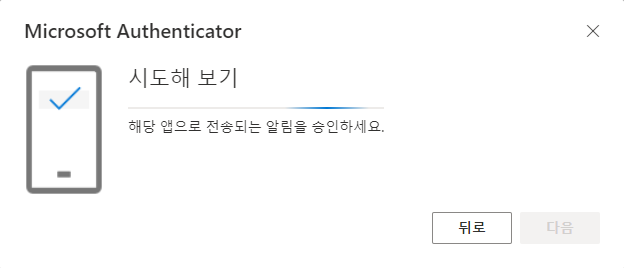 Microsoft Authenticator
시도해 보기
해당 앱으로 전송되는 알림을 승인하세요.
뒤로
다음